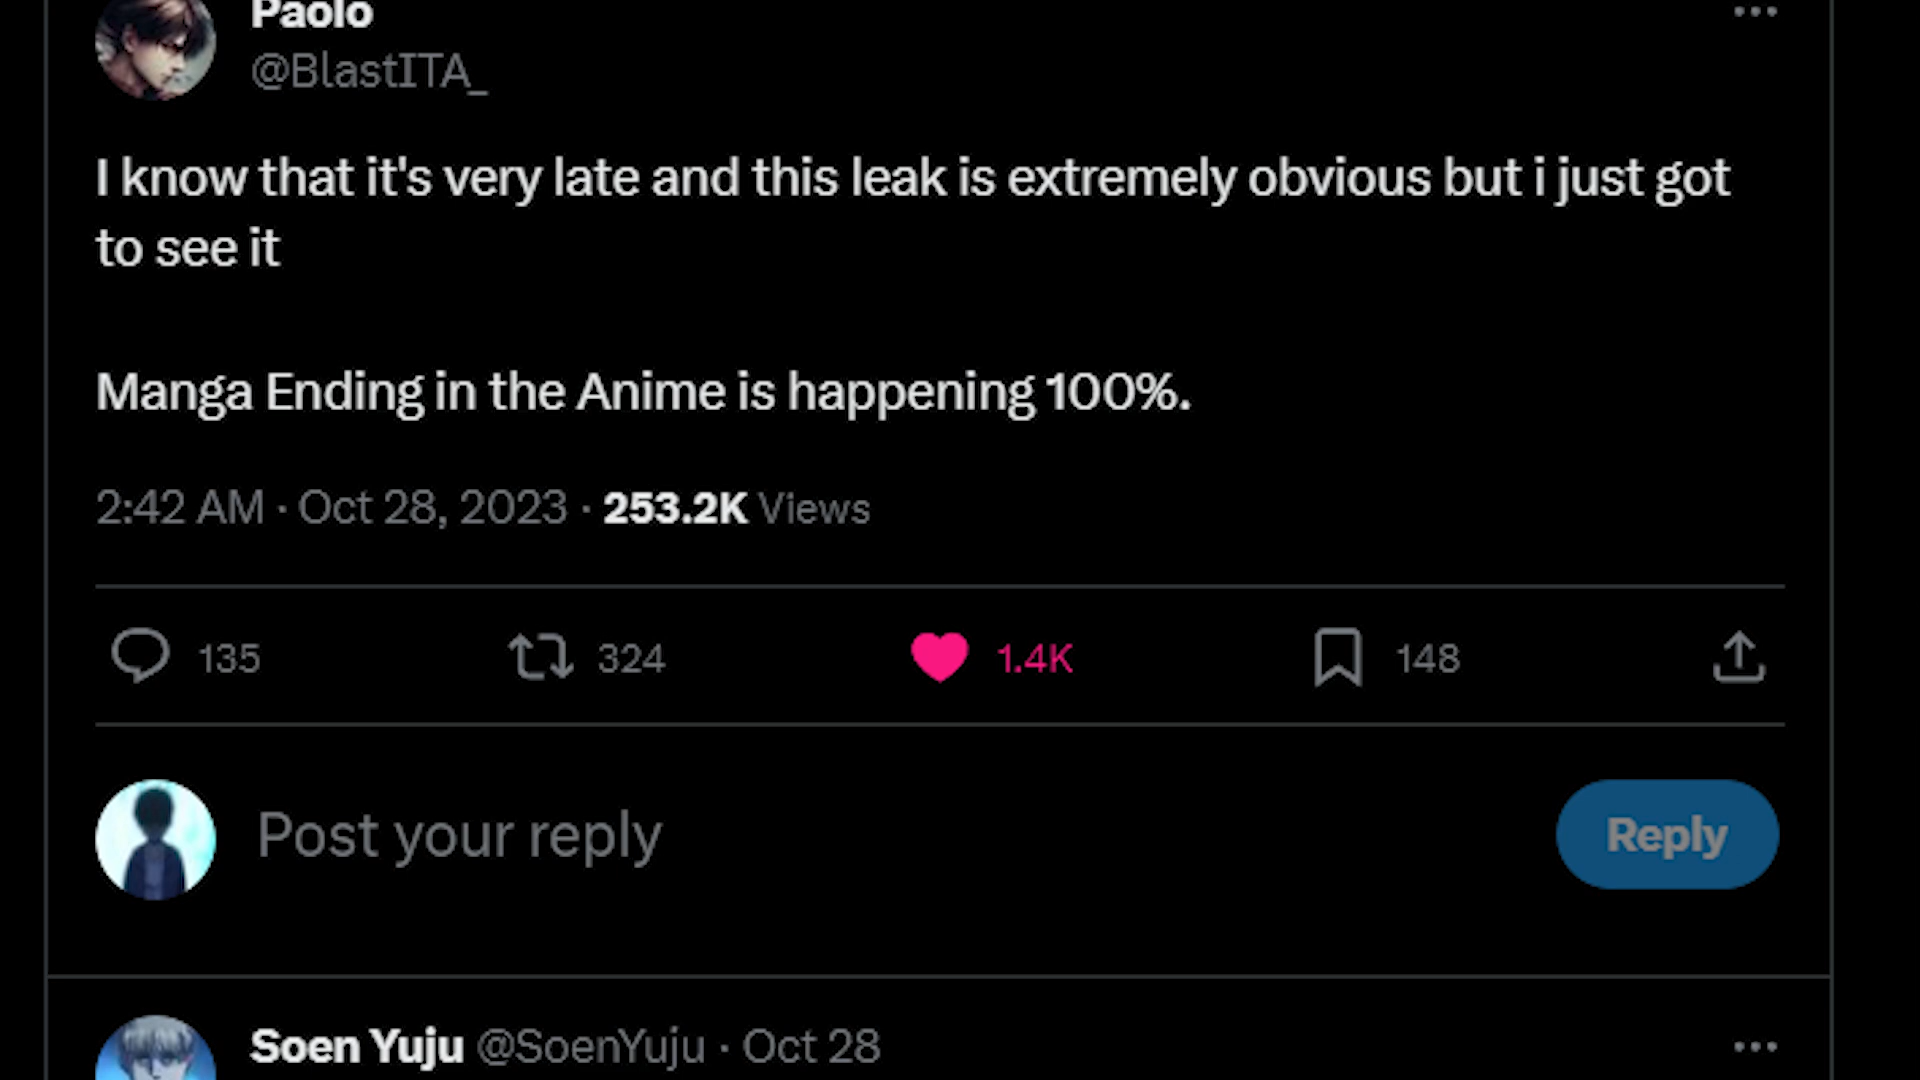 Paolo
@BlastITA_
I know that it's very late and this leak is extremely obvious but i just got
to see it
Manga Ending in the Anime is happening 100%.
2:42 AM · Oct 28, 2023 · 253.2K Views
135 324 1.4K 148
Post your reply Reply
Soen Yuju @SoenYuju · Oct 28